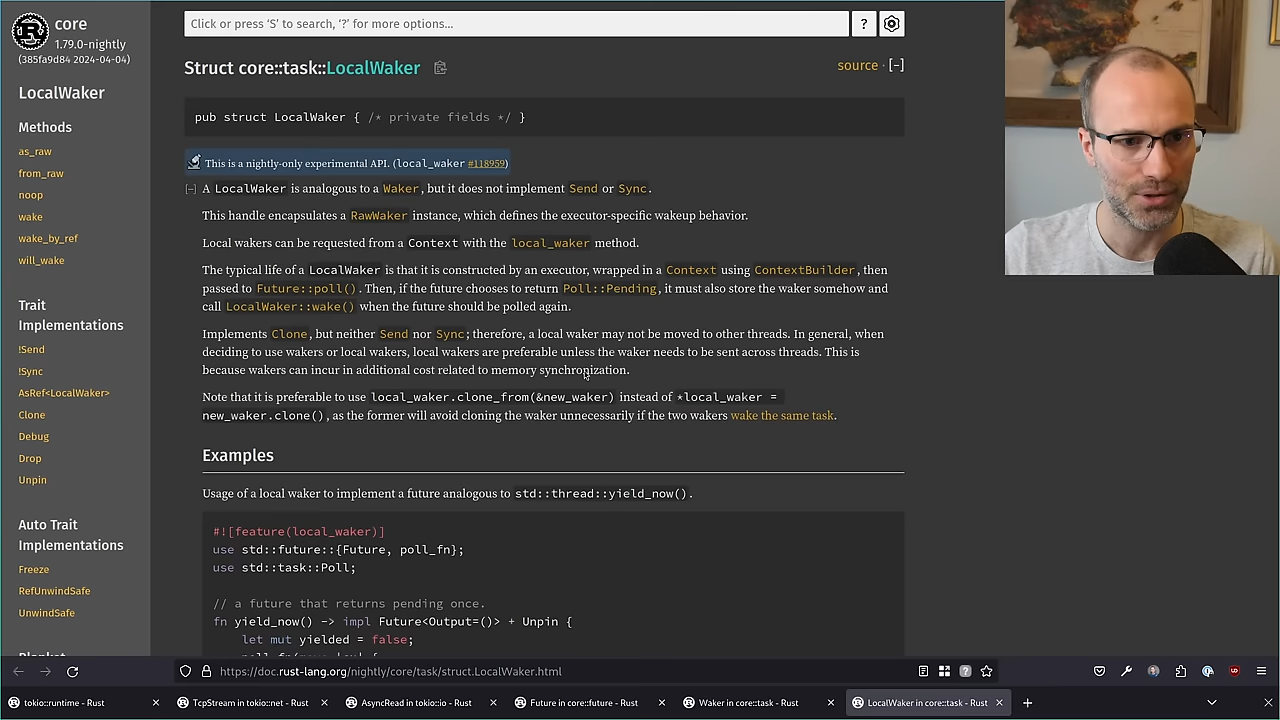 core
1.79.0-nightly
(385fa9d84 2024-04-04)
LocalWaker
Methods
as_raw
from_raw
noop
wake
wake_by_ref
will_wake
Trait
Implementations
!Send
!Sync
AsRef<LocalWaker>
Clone
Debug
Drop
Unpin
Auto Trait
Implementations
Freeze
RefUnwindSafe
UnwindSafe
Click or press ‘S’ to search, ‘?’ for more options…
?
Struct core::task::LocalWaker
source · [−]
pub struct LocalWaker { /* private fields */ }
This is a nightly-only experimental API. (local_waker #118959)
[−] A LocalWaker is analogous to a Waker, but it does not implement Send or Sync.
This handle encapsulates a RawWaker instance, which defines the executor-specific wakeup behavior.
Local wakers can be requested from a Context with the local_waker method.
The typical life of a LocalWaker is that it is constructed by an executor, wrapped in a Context using ContextBuilder, then
passed to Future::poll(). Then, if the future chooses to return Poll::Pending, it must also store the waker somehow and
call LocalWaker::wake() when the future should be polled again.
Implements Clone, but neither Send nor Sync; therefore, a local waker may not be moved to other threads. In general, when
deciding to use wakers or local wakers, local wakers are preferable unless the waker needs to be sent across threads. This is
because wakers can incur in additional cost related to memory synchronization.
Note that it is preferable to use local_waker.clone_from(&new_waker) instead of *local_waker =
new_waker.clone(), as the former will avoid cloning the waker unnecessarily if the two wakers wake the same task.
Examples
Usage of a local waker to implement a future analogous to std::thread::yield_now().
#![feature(local_waker)]
use std::future::{Future, poll_fn};
use std::task::Poll;
// a future that returns pending once.
fn yield_now() -> impl Future<Output=()> + Unpin {
let mut yielded = false;
https://doc.rust-lang.org/nightly/core/task/struct.LocalWaker.html
tokio::runtime - Rust
TcpStream in tokio::net - Rust
AsyncRead in tokio::io - Rust
Future in core::future - Rust
Waker in core::task - Rust
LocalWaker in core::task - Rust